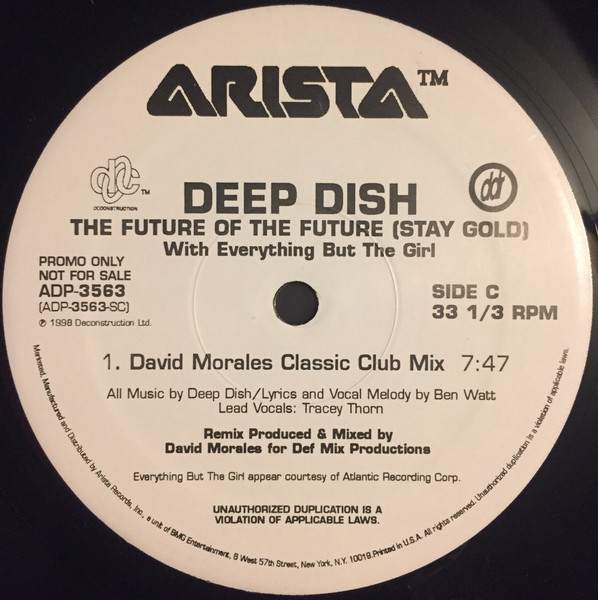 ARISTA™
DECONSTRUCTION
TM
ddr
DEEP DISH
THE FUTURE OF THE FUTURE (STAY GOLD)
With Everything But The Girl
PROMO ONLY
NOT FOR SALE
ADP-3563
(ADP-3563-SC)
℗ 1998 Deconstruction Ltd.
SIDE C
33 1/3 RPM
1. David Morales Classic Club Mix 7:47
All Music by Deep Dish/Lyrics and Vocal Melody by Ben Watt
Lead Vocals: Tracey Thorn
Remix Produced & Mixed by
David Morales for Def Mix Productions
Everything But The Girl appear courtesy of Atlantic Recording Corp.
UNAUTHORIZED DUPLICATION IS A
VIOLATION OF APPLICABLE LAWS.
Marketed, Manufactured and Distributed by Arista Records, Inc., a unit of BMG Entertainment, 6 West 57th Street, New York, N.Y. 10019.Printed in U.S.A. All rights reserved. Unauthorized duplication is a violation of applicable laws.